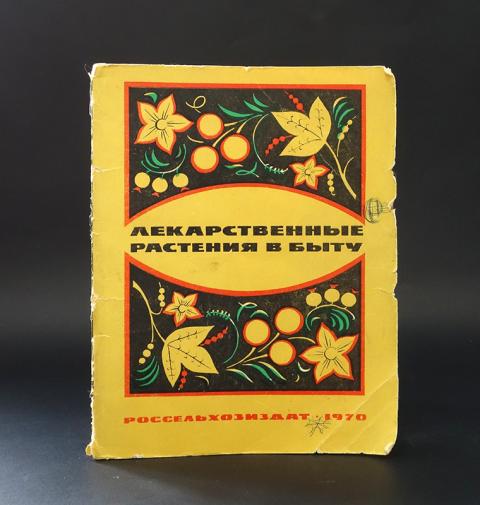 ЛЕКАРСТВЕННЫЕ
РАСТЕНИЯ В БЫТУ
РОССЕЛЬХОЗИЗДАТ · 1970